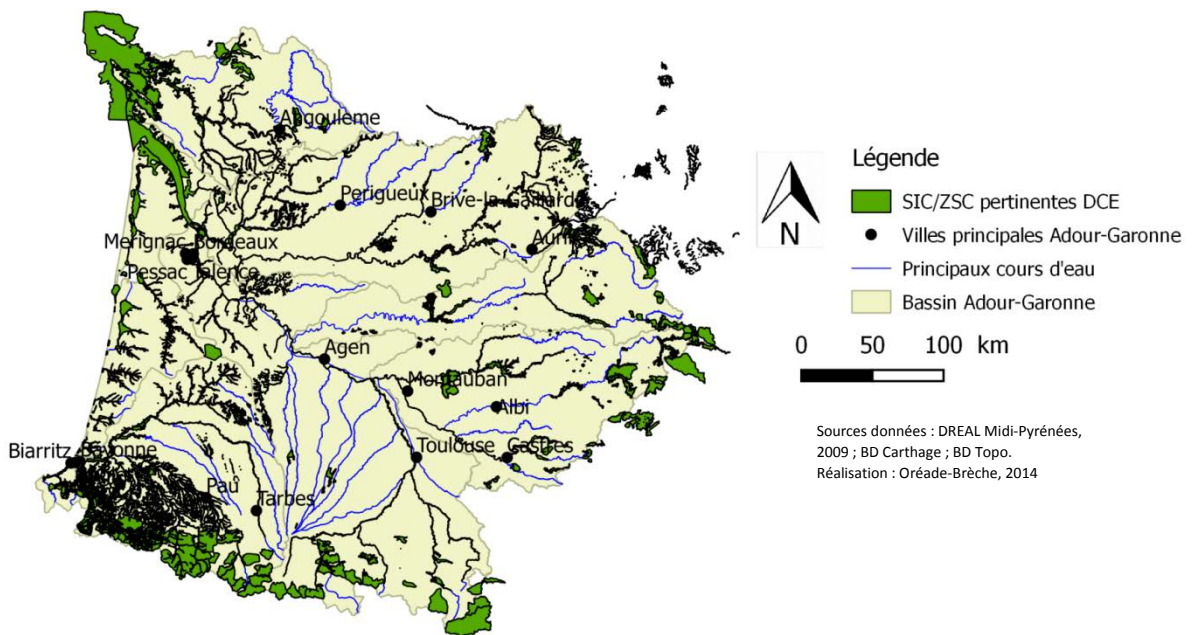 Angoulème
Perigueux
Brive-la-Gaillarde
Merignac Bordeaux
Pessac Talence
Agen
Montauban
Albi
Toulouse
Castres
Biarritz Bayonne
Pau
Tarbes
N
Légende
SIC/ZSC pertinentes DCE
Villes principales Adour-Garonne
Principaux cours d'eau
Bassin Adour-Garonne
0 50 100 km
Sources données : DREAL Midi-Pyrénées,
2009 ; BD Carthage ; BD Topo.
Réalisation : Oréade-Brèche, 2014